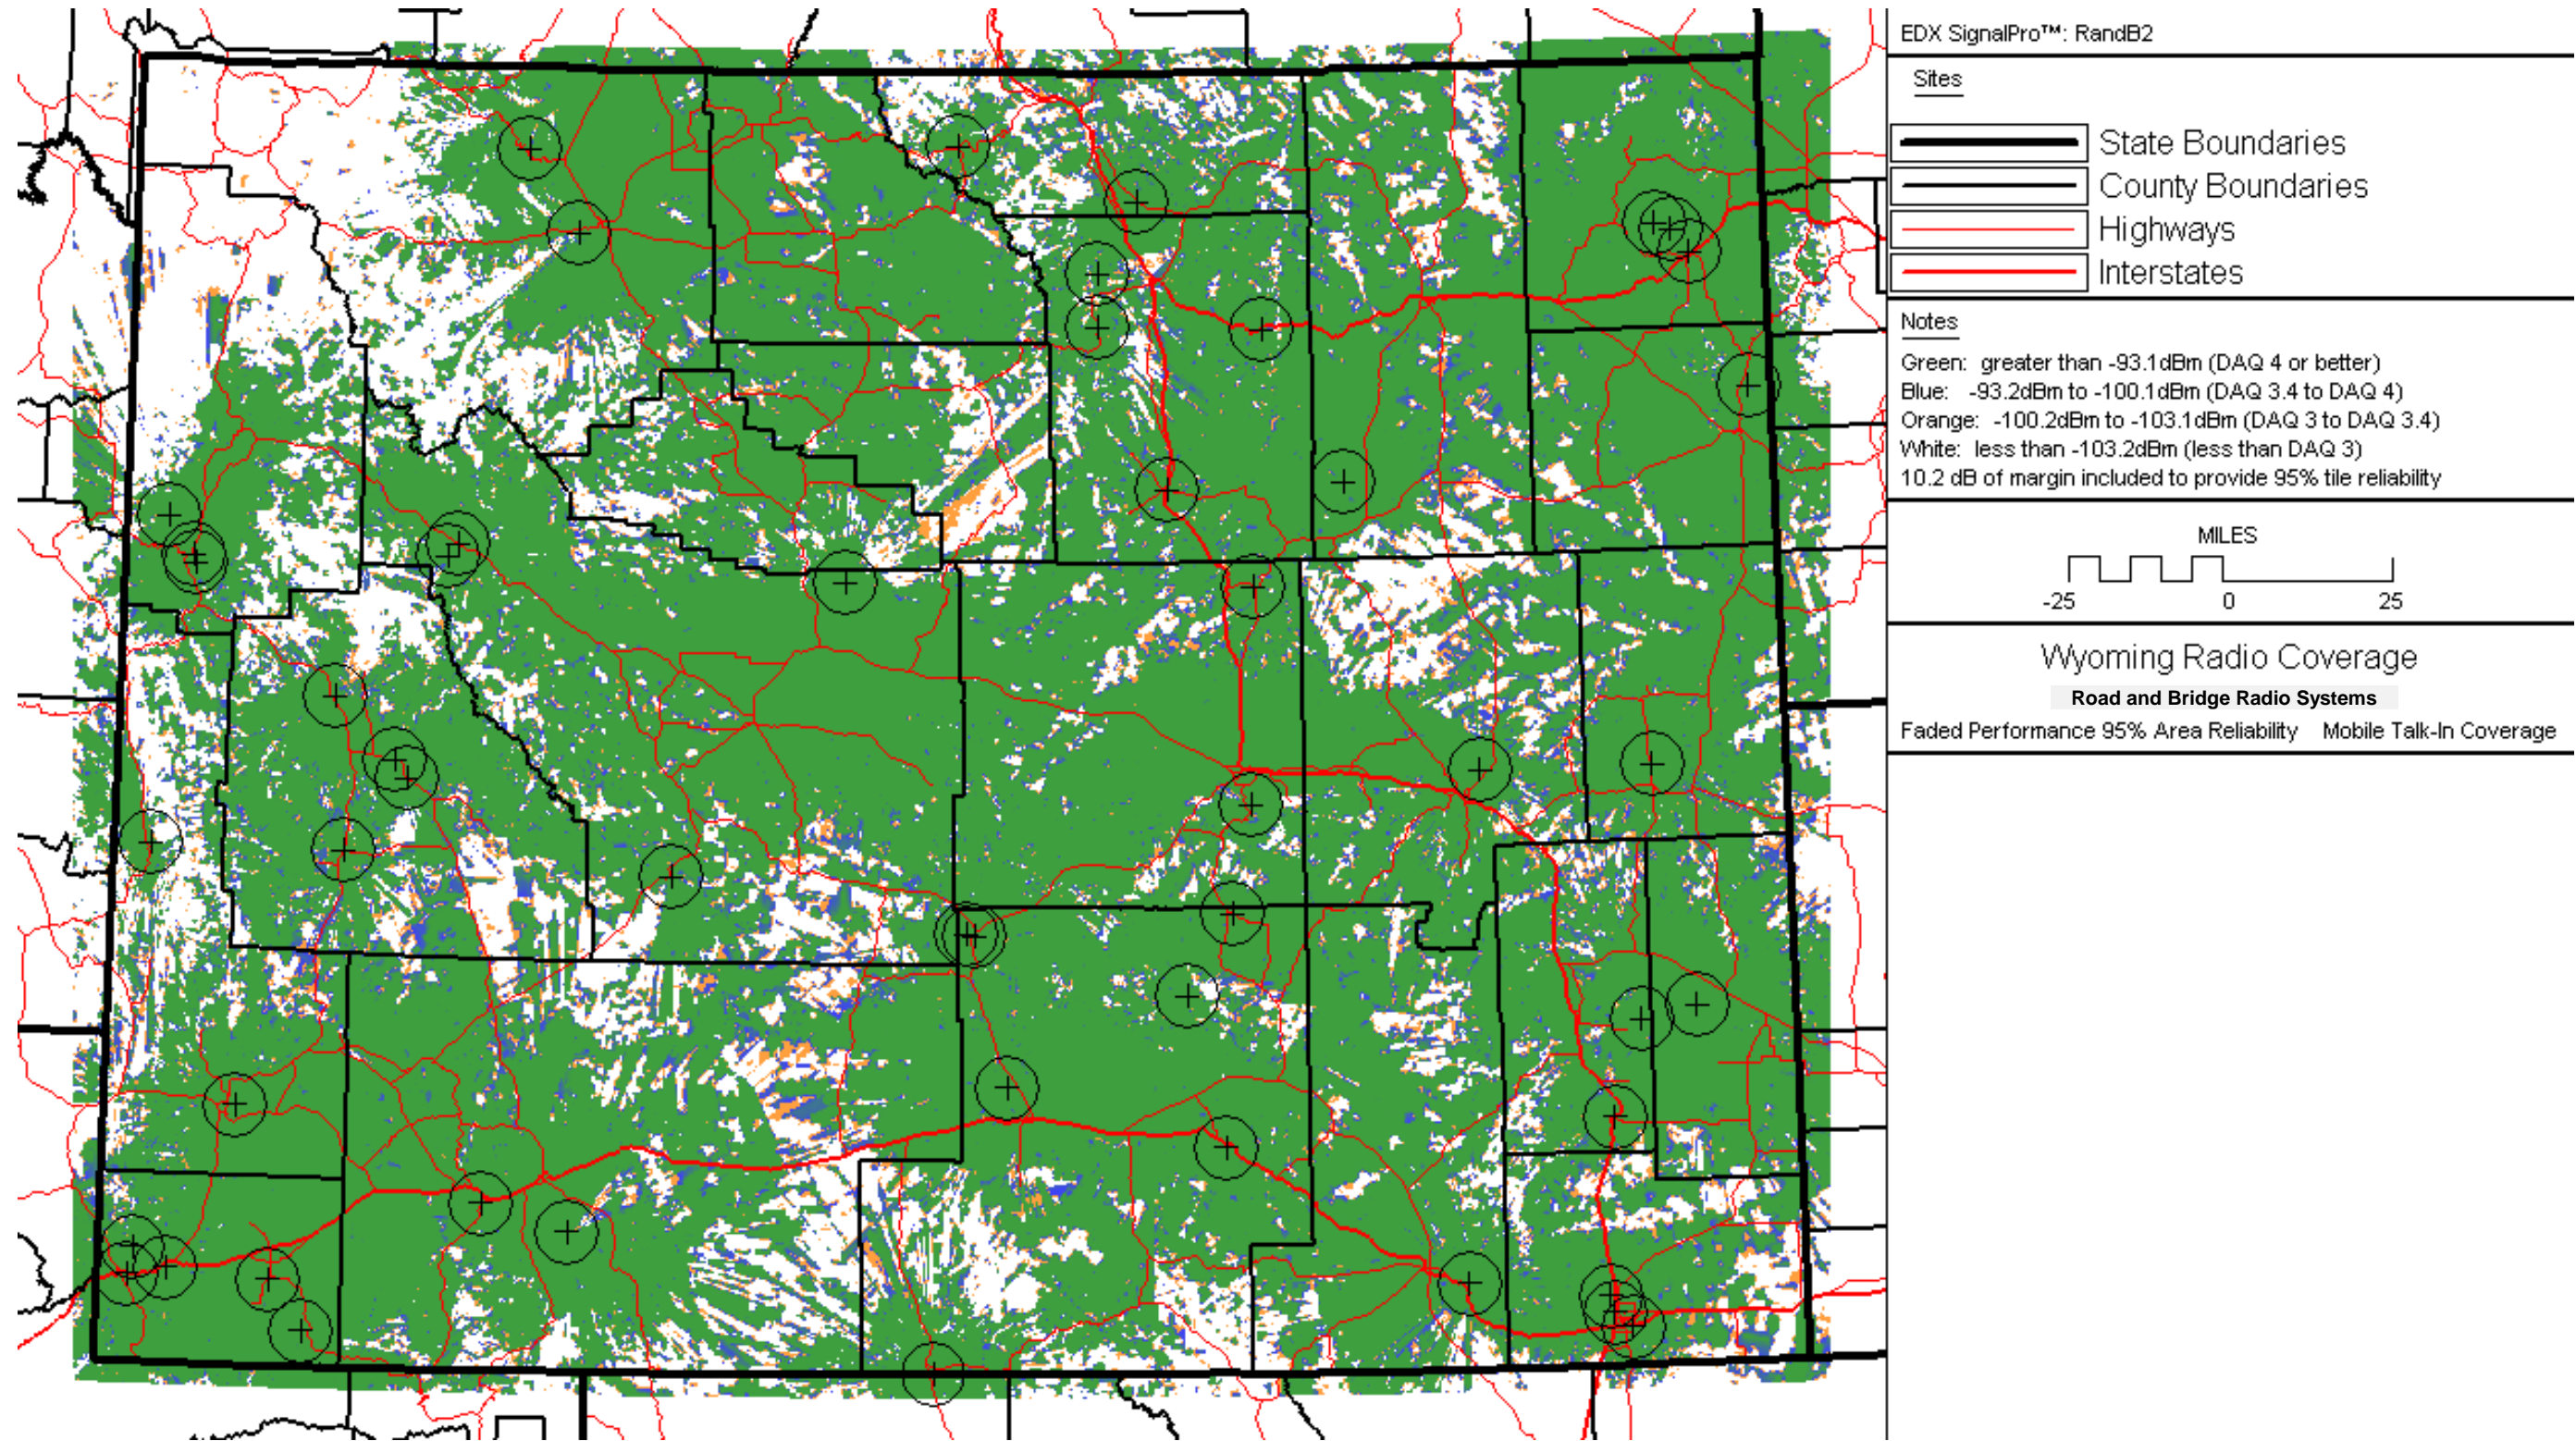 EDX SignalPro™: RandB2
Sites
State Boundaries
County Boundaries
Highways
Interstates
Notes
Green: greater than -93.1dBm (DAQ 4 or better)
Blue: -93.2dBm to -100.1dBm (DAQ 3.4 to DAQ 4)
Orange: -100.2dBm to -103.1dBm (DAQ 3 to DAQ 3.4)
White: less than -103.2dBm (less than DAQ 3)
10.2 dB of margin included to provide 95% tile reliability
MILES
-25 0 25
Wyoming Radio Coverage
Road and Bridge Radio Systems
Faded Performance 95% Area Reliability Mobile Talk-In Coverage